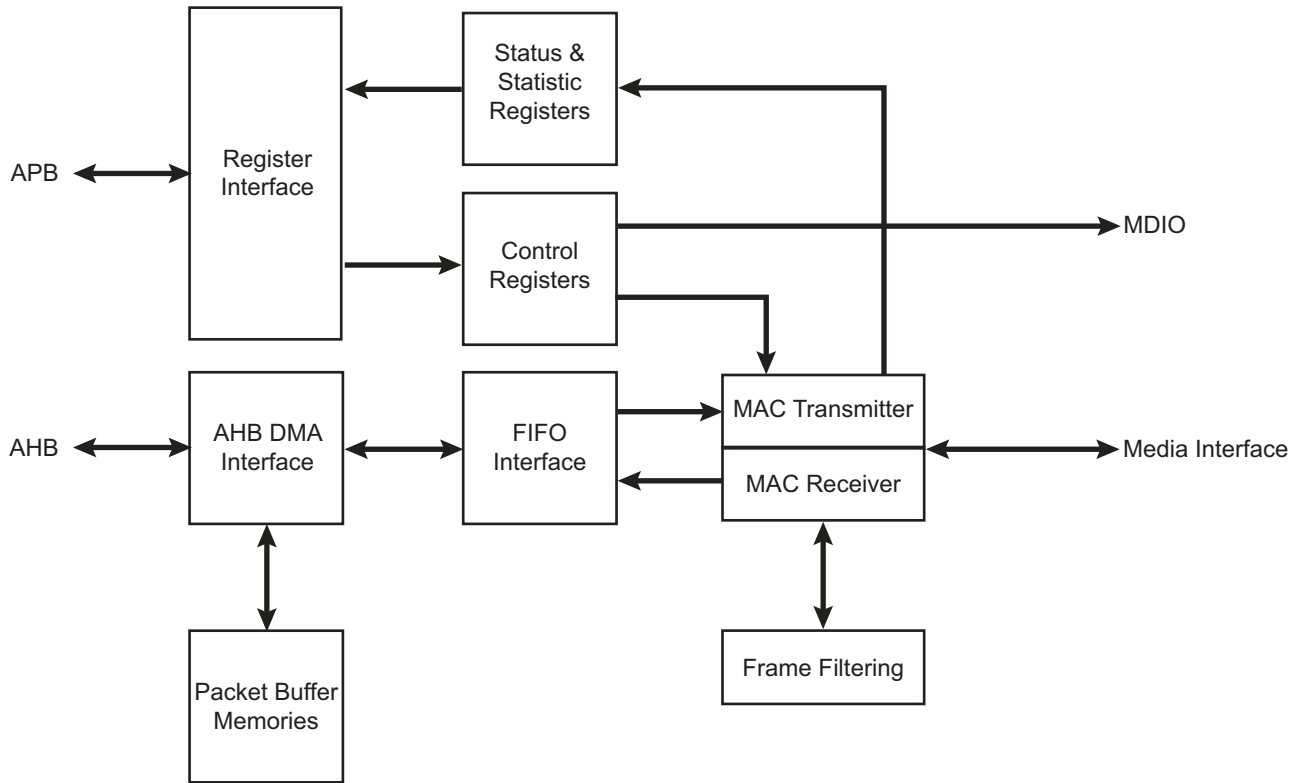 Status &
Statistic
Registers
APB
Register
Interface
MDIO
Control
Registers
MAC Transmitter
AHB
AHB DMA
Interface
FIFO
Interface
Media Interface
MAC Receiver
Packet Buffer
Memories
Frame Filtering